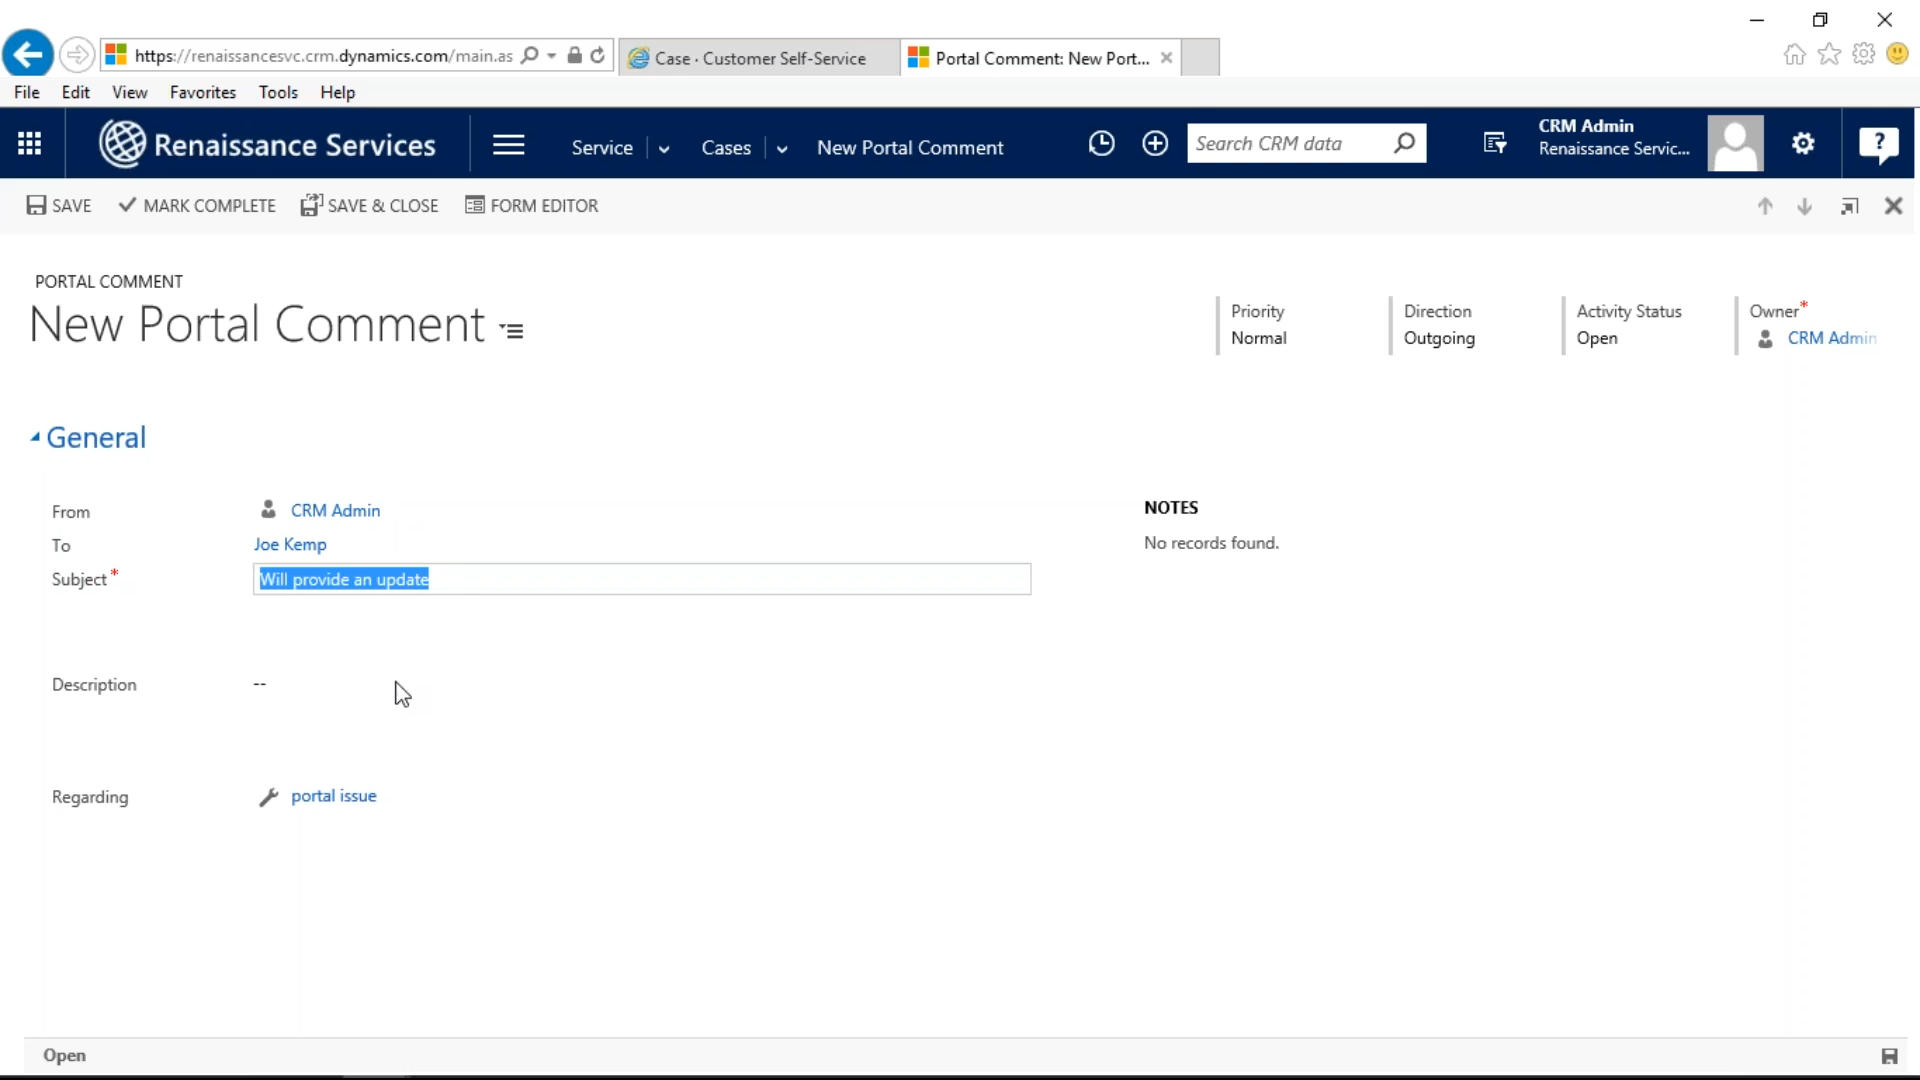 https://renaissancesvc.crm.dynamics.com/main.as
Case · Customer Self-Service
Portal Comment: New Port...
File Edit View Favorites Tools Help
Renaissance Services
Service
Cases
New Portal Comment
Search CRM data
CRM Admin
Renaissance Servic...
?
SAVE
MARK COMPLETE
SAVE & CLOSE
FORM EDITOR
PORTAL COMMENT
New Portal Comment
Priority
Normal
Direction
Outgoing
Activity Status
Open
Owner*
CRM Admin
General
From
CRM Admin
To
Joe Kemp
Subject*
Will provide an update
Description
--
Regarding
portal issue
NOTES
No records found.
Open